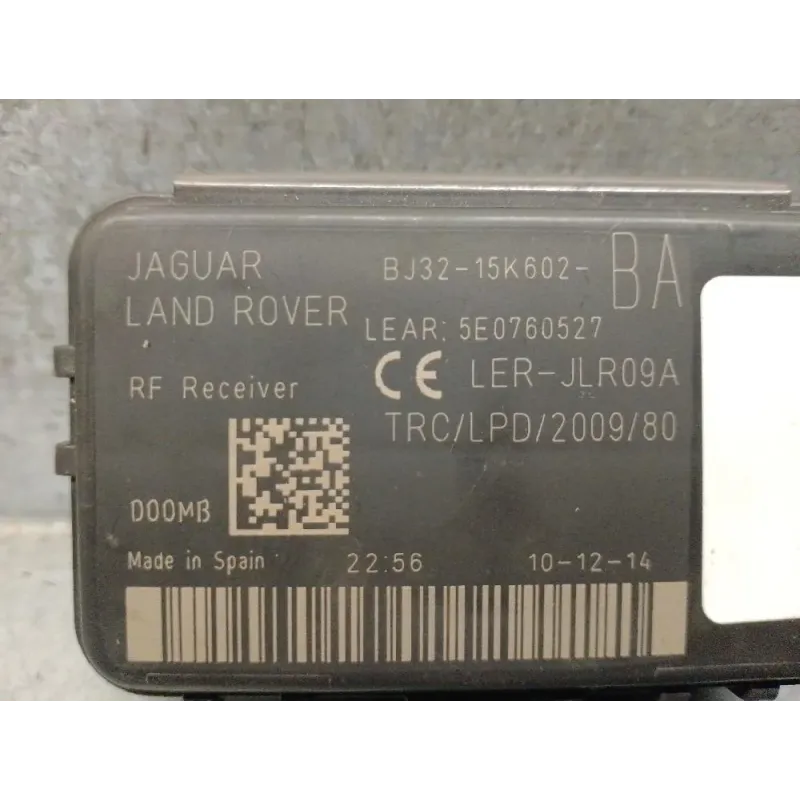 JAGUAR BJ32-15K602-BA
LAND ROVER LEAR: 5E0760527
RF Receiver CE LER-JLR09A
TRC/LPD/2009/80
D00MB
Made in Spain 22:56 10-12-14